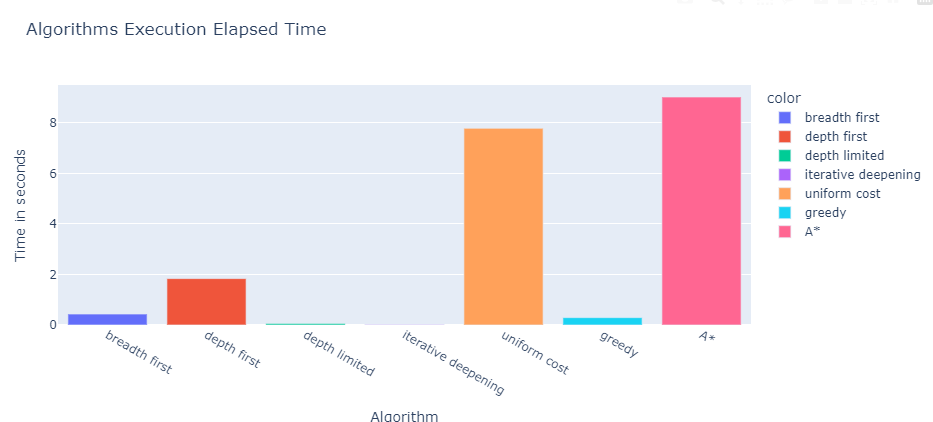 Algorithms Execution Elapsed Time
Time in seconds
8
6
4
2
0
breadth first
depth first
depth limited
iterative deepening
uniform cost
greedy
A*
Algorithm
color
breadth first
depth first
depth limited
iterative deepening
uniform cost
greedy
A*